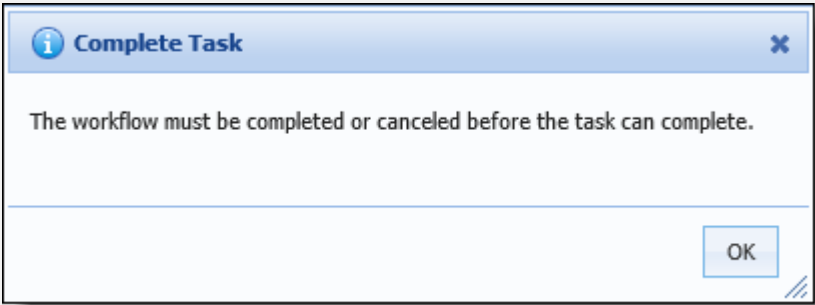 Complete Task
The workflow must be completed or canceled before the task can complete.
OK